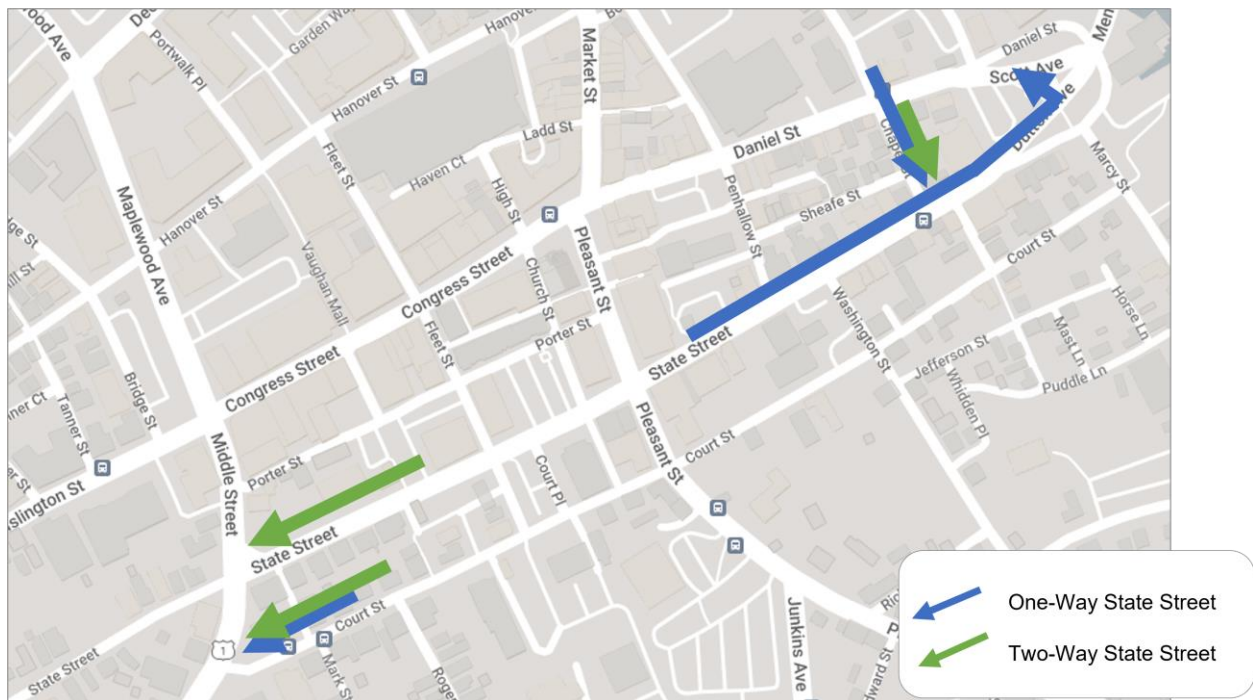 Maplewood Ave
Portwalk Pl
Garden Way
Hanover St
Hanover St
Market St
Daniel St
Scott Ave
Dutton Ave
Ladd St
Haven Ct
Daniel St
Marcy St
Fleet St
High St
Penhallow St
Sheafe St
Court St
Hanover St
Maplewood Ave
Vaughan Mall
Congress Street
Church St
Pleasant St
Washington St
Horse Ln
Mast Ln
Fleet St
Porter St
State Street
Jefferson St
Whidden Pl
Puddle Ln
Bridge St
Tanner St
Congress Street
Middle Street
Porter St
Pleasant St
Court St
Court Pl
State Street
Court St
1
State Street
Mark St
Junkins Ave
One-Way State Street
Two-Way State Street